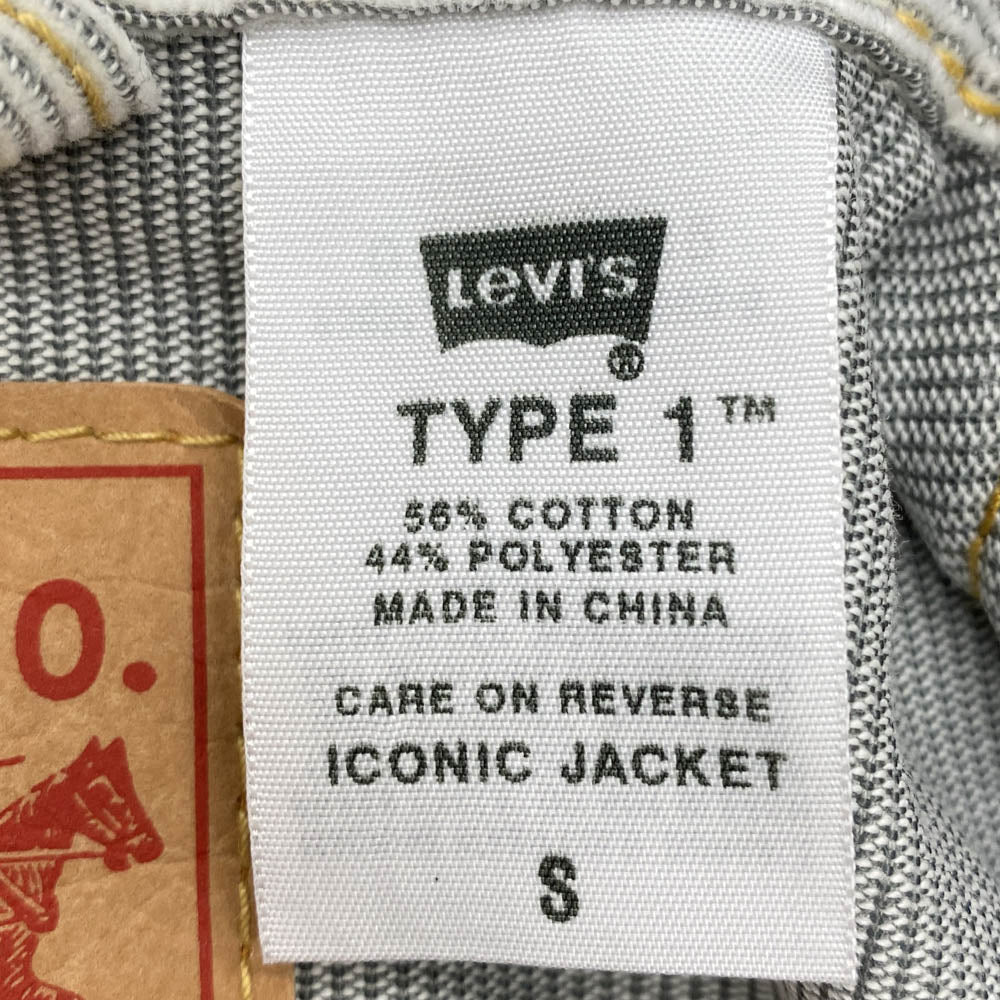 Levi's
®
TYPE 1™
56% COTTON
44% POLYESTER
MADE IN CHINA
CARE ON REVERSE
ICONIC JACKET
S
O.